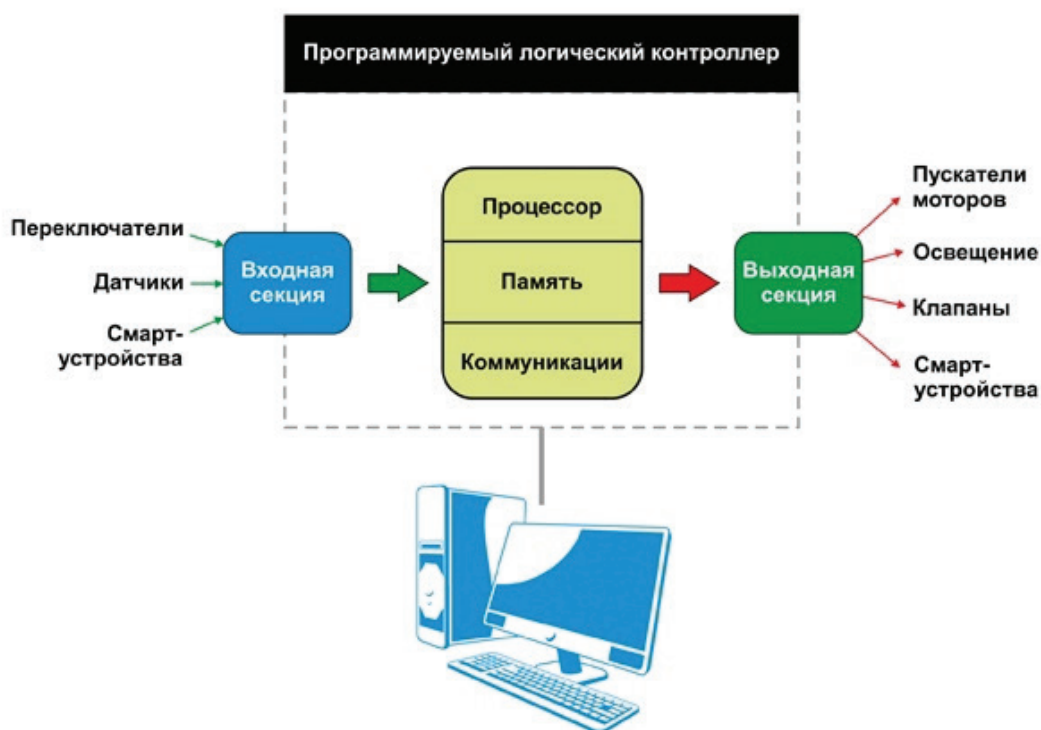 Программируемый логический контроллер
Переключатели
Датчики
Смарт-
устройства
Входная
секция
Процессор
Память
Коммуникации
Выходная
секция
Пускатели
моторов
Освещение
Клапаны
Смарт-
устройства